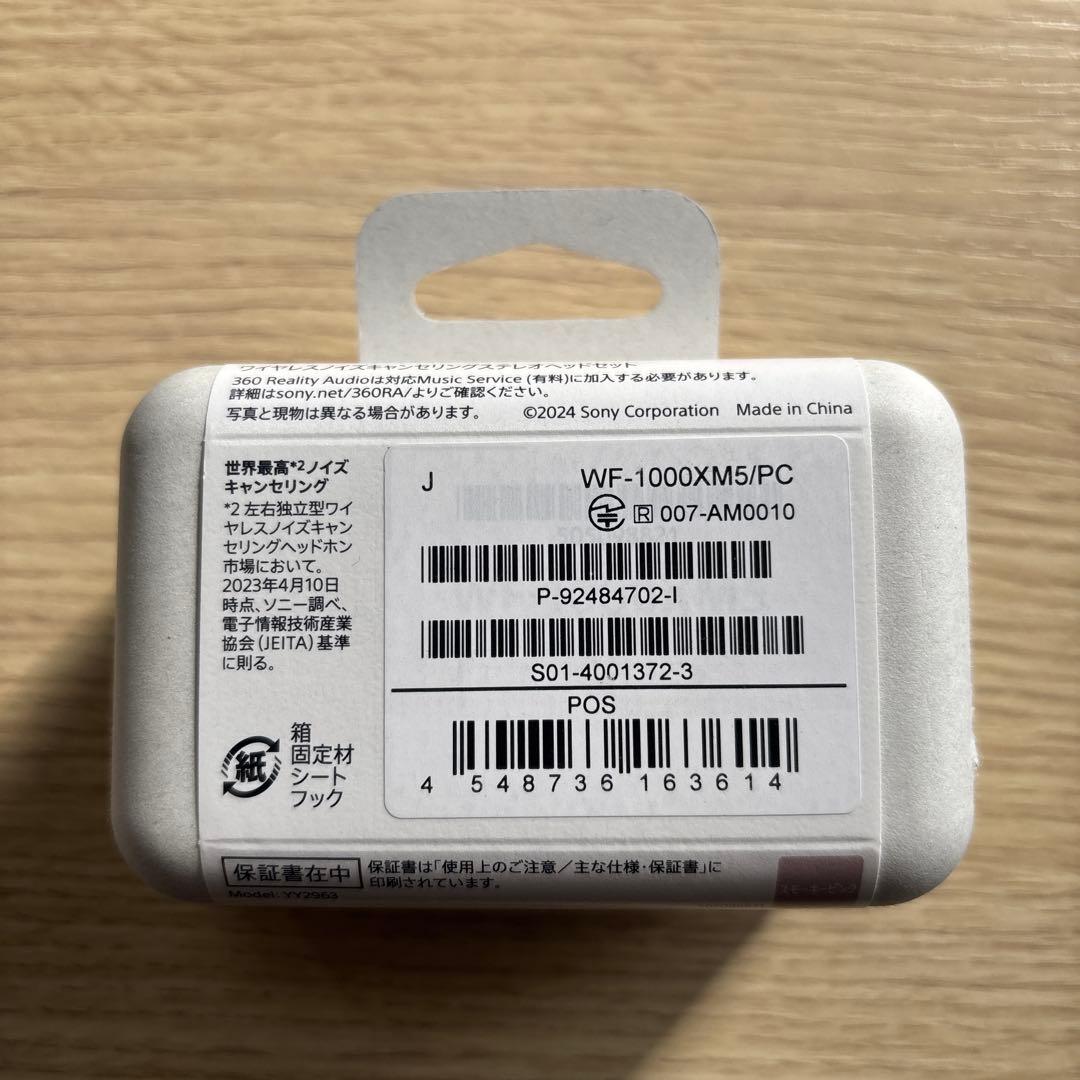 ワイヤレスノイズキャンセリングステレオヘッドセット
360 Reality Audioは対応Music Service (有料)に加入する必要があります。
詳細はsony.net/360RA/よりご確認ください。
写真と現物は異なる場合があります。 ©2024 Sony Corporation Made in China
世界最高*2ノイズ
キャンセリング
*2 左右独立型ワイ
ヤレスノイズキャン
セリングヘッドホン
市場において。
2023年4月10日
時点、ソニー調べ、
電子情報技術産業
協会(JEITA)基準
に則る。
紙
箱
固定材
シート
フック
J WF-1000XM5/PC
R 007-AM0010
P-92484702-I
S01-4001372-3
POS
4 548736 163614
保証書在中
保証書は「使用上のご注意／主な仕様・保証書」に
印刷されています。
Model: YY2963
スモーキーピンク